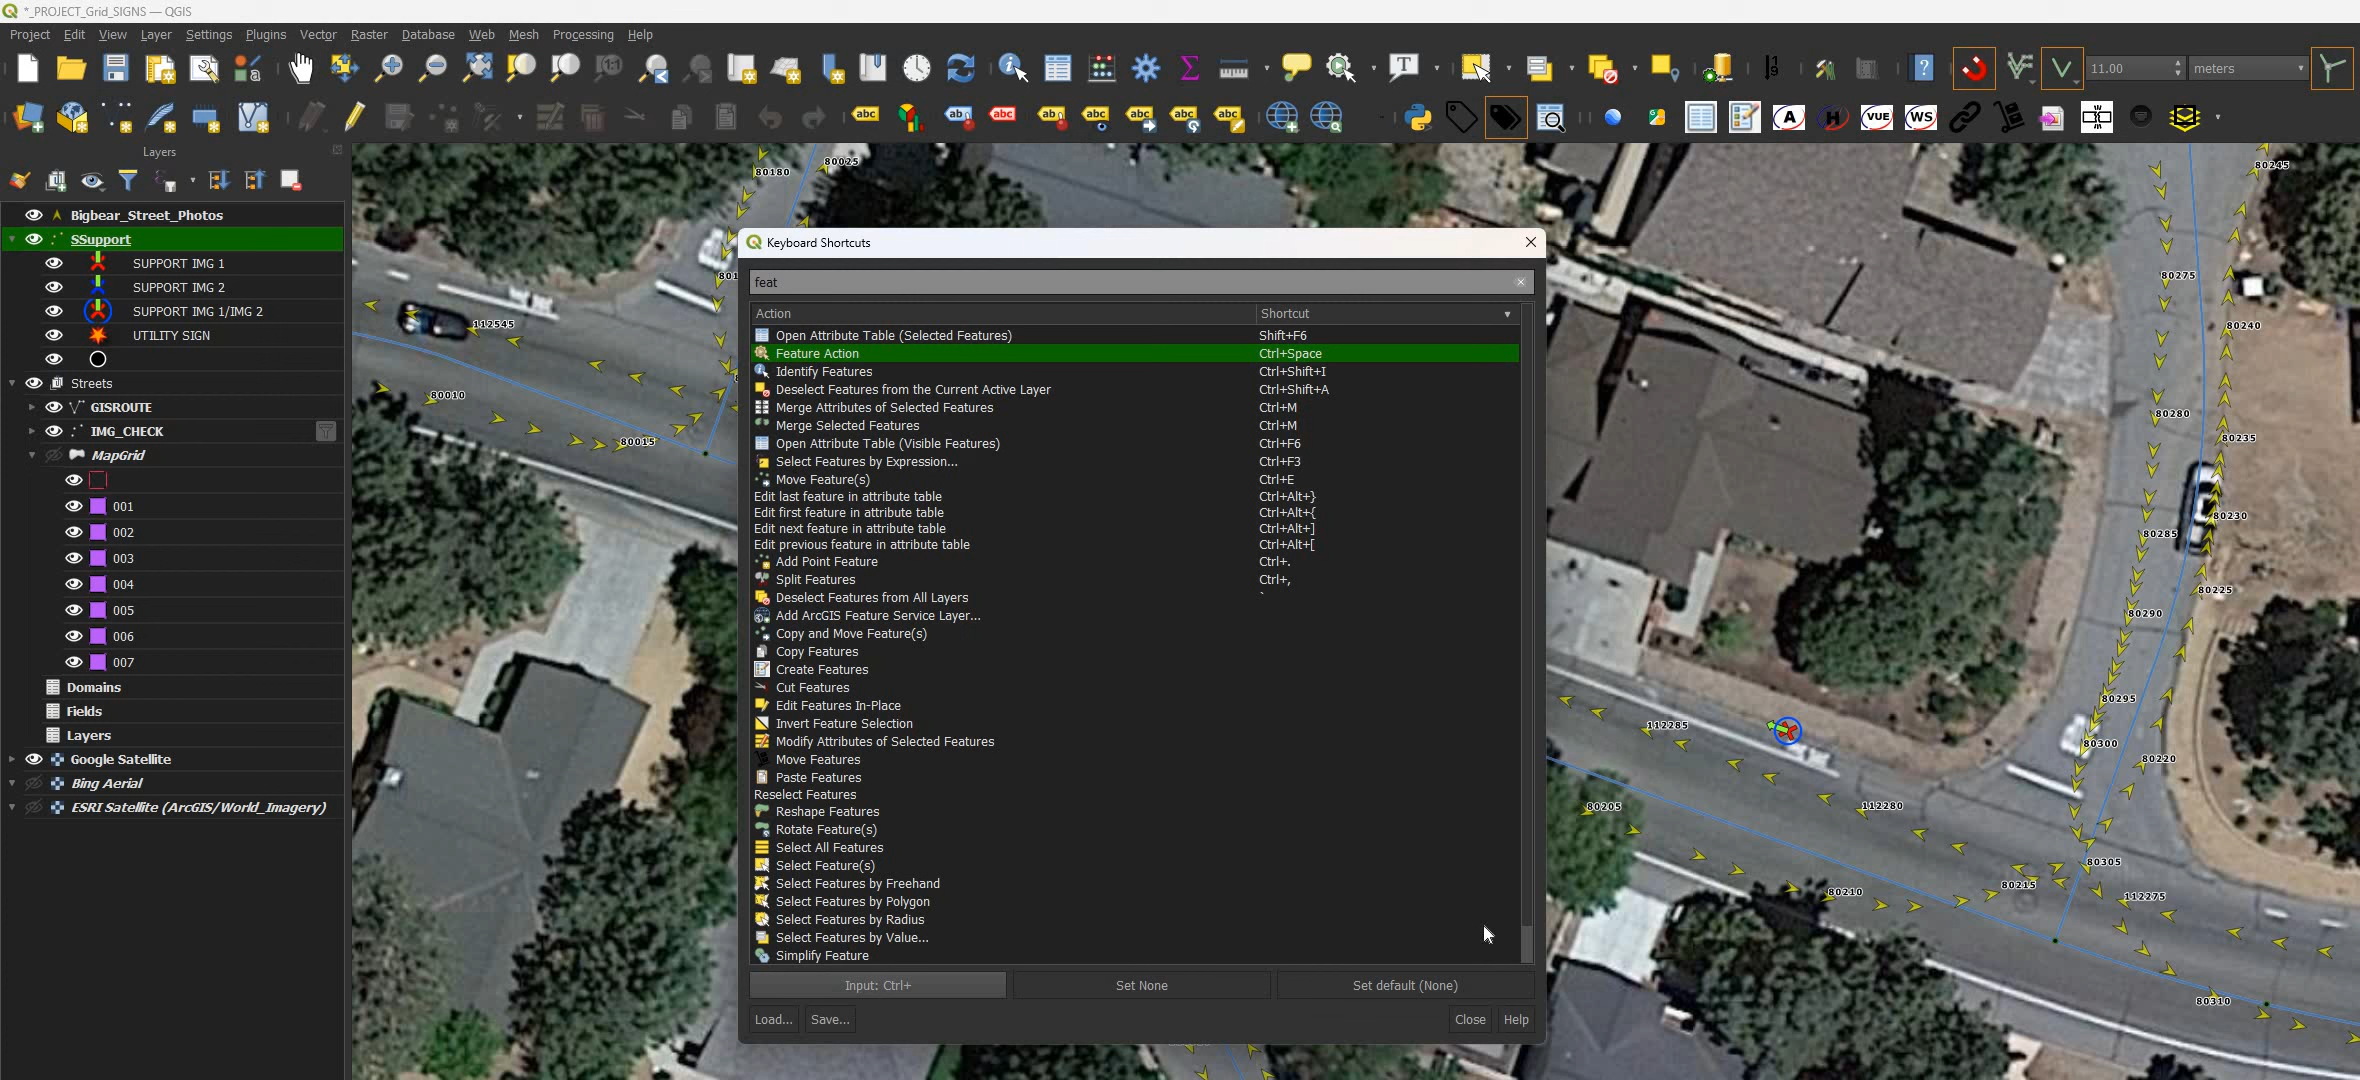 *_PROJECT_Grid_SIGNS — QGIS
Project Edit View Layer Settings Plugins Vector Raster Database Web Mesh Processing Help
11.00 meters
abc ab abc ab abc abc abc abc A H VUE WS
Layers
Bigbear_Street_Photos
SSupport
SUPPORT IMG 1
SUPPORT IMG 2
SUPPORT IMG 1/IMG 2
UTILITY SIGN
Streets
GISROUTE
IMG_CHECK
MapGrid
001
002
003
004
005
006
007
Domains
Fields
Layers
Google Satellite
Bing Aerial
ESRI Satellite (ArcGIS/World_Imagery)
80025
80180
112545
80010
80015
Keyboard Shortcuts
feat
Action Shortcut
Open Attribute Table (Selected Features) Shift+F6
Feature Action Ctrl+Space
Identify Features Ctrl+Shift+I
Deselect Features from the Current Active Layer Ctrl+Shift+A
Merge Attributes of Selected Features Ctrl+M
Merge Selected Features Ctrl+M
Open Attribute Table (Visible Features) Ctrl+F6
Select Features by Expression... Ctrl+F3
Move Feature(s) Ctrl+E
Edit last feature in attribute table Ctrl+Alt+}
Edit first feature in attribute table Ctrl+Alt+{
Edit next feature in attribute table Ctrl+Alt+]
Edit previous feature in attribute table Ctrl+Alt+[
Add Point Feature Ctrl+.
Split Features Ctrl+,
Deselect Features from All Layers `
Add ArcGIS Feature Service Layer...
Copy and Move Feature(s)
Copy Features
Create Features
Cut Features
Edit Features In-Place
Invert Feature Selection
Modify Attributes of Selected Features
Move Features
Paste Features
Reselect Features
Reshape Features
Rotate Feature(s)
Select All Features
Select Feature(s)
Select Features by Freehand
Select Features by Polygon
Select Features by Radius
Select Features by Value...
Simplify Feature
Input: Ctrl+ Set None Set default (None)
Load... Save... Close Help
80245
80275
80240
80280
80235
80230
80285
80225
80290
80295
112285
80300
80220
80205
112280
80305
80210
80215
112275
80310